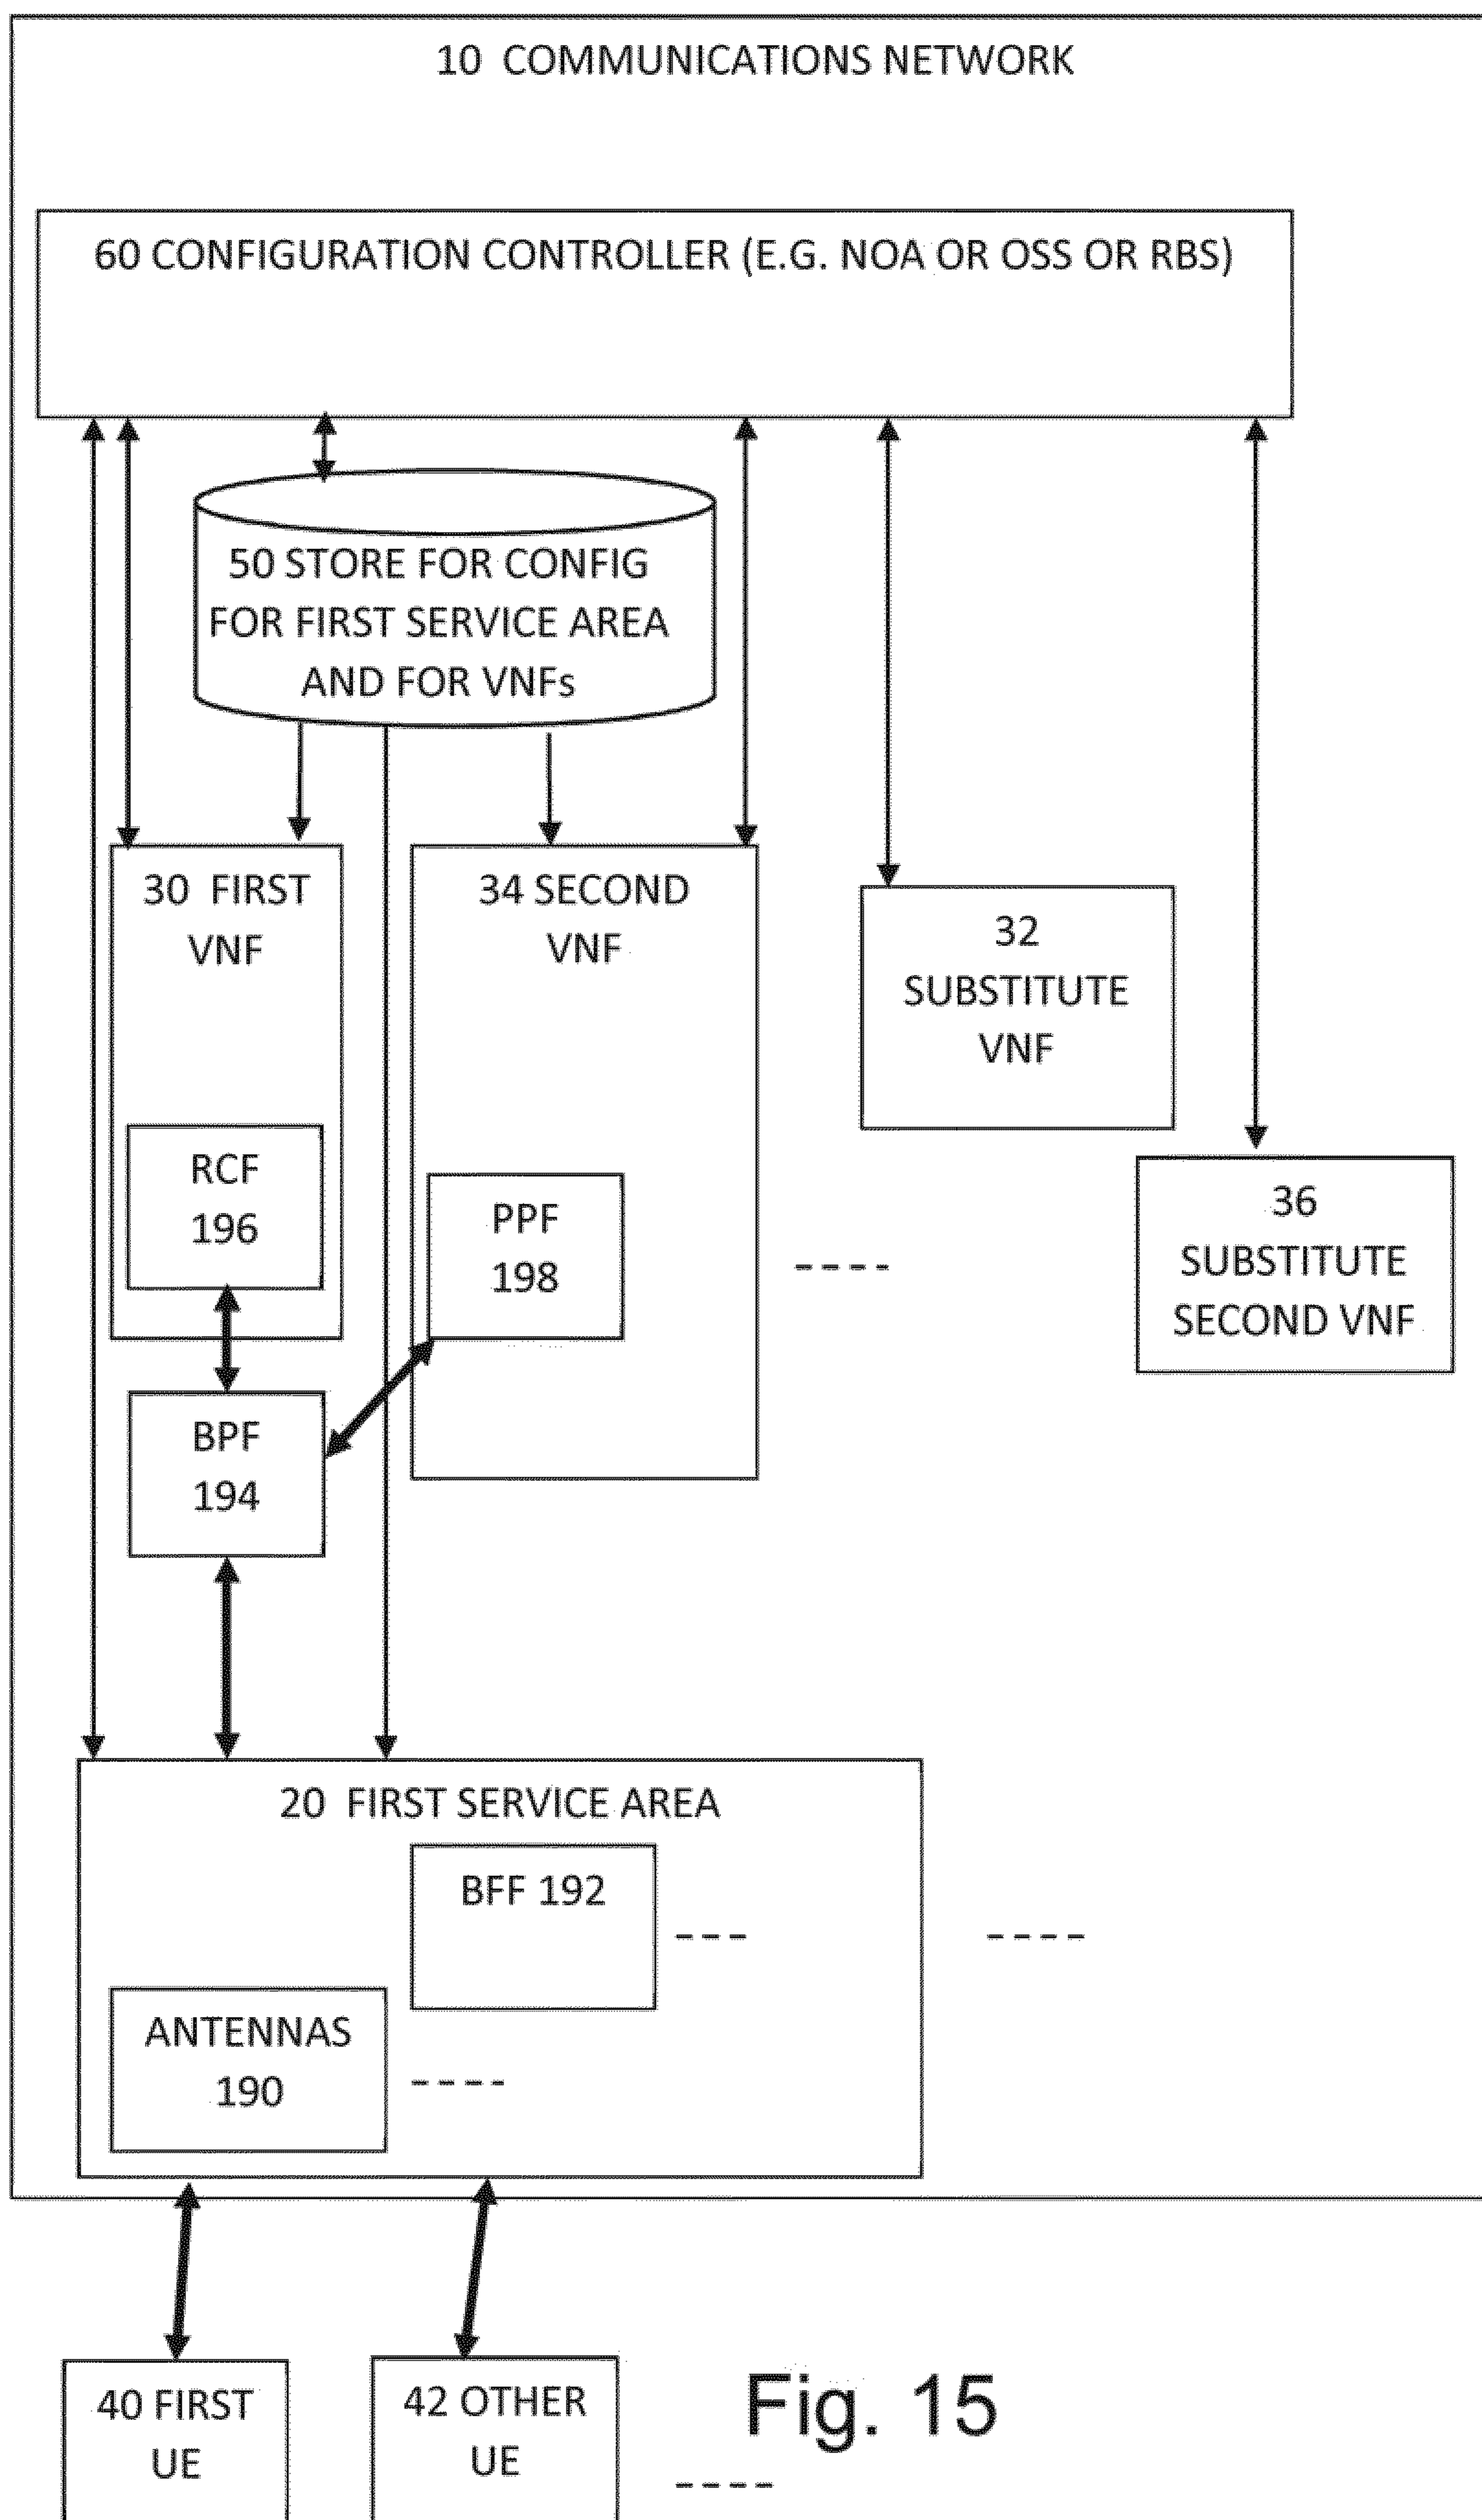 10 COMMUNICATIONS NETWORK
60 CONFIGURATION CONTROLLER (E.G. NOA OR OSS OR RBS)
50 STORE FOR CONFIG
FOR FIRST SERVICE AREA
AND FOR VNFs
30 FIRST
VNF
34 SECOND
VNF
32
SUBSTITUTE
VNF
RCF
196
PPF
198
36
SUBSTITUTE
SECOND VNF
BPF
194
20 FIRST SERVICE AREA
BFF 192
ANTENNAS
190
40 FIRST
UE
42 OTHER
UE
Fig. 15